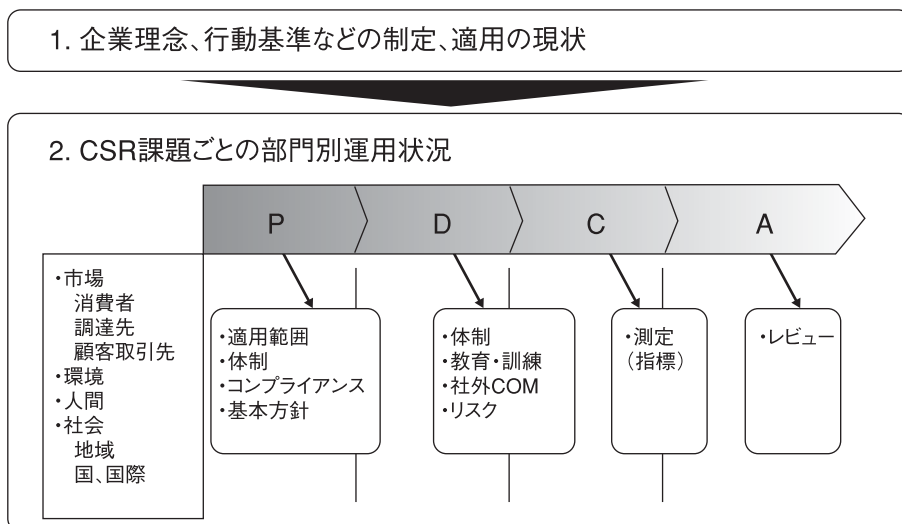 1. 企業理念、行動基準などの制定、適用の現状
2. CSR課題ごとの部門別運用状況
P
D
C
A
・市場
消費者
調達先
顧客取引先
・環境
・人間
・社会
地域
国、国際
・適用範囲
・体制
・コンプライアンス
・基本方針
・体制
・教育・訓練
・社外COM
・リスク
・測定
（指標）
・レビュー